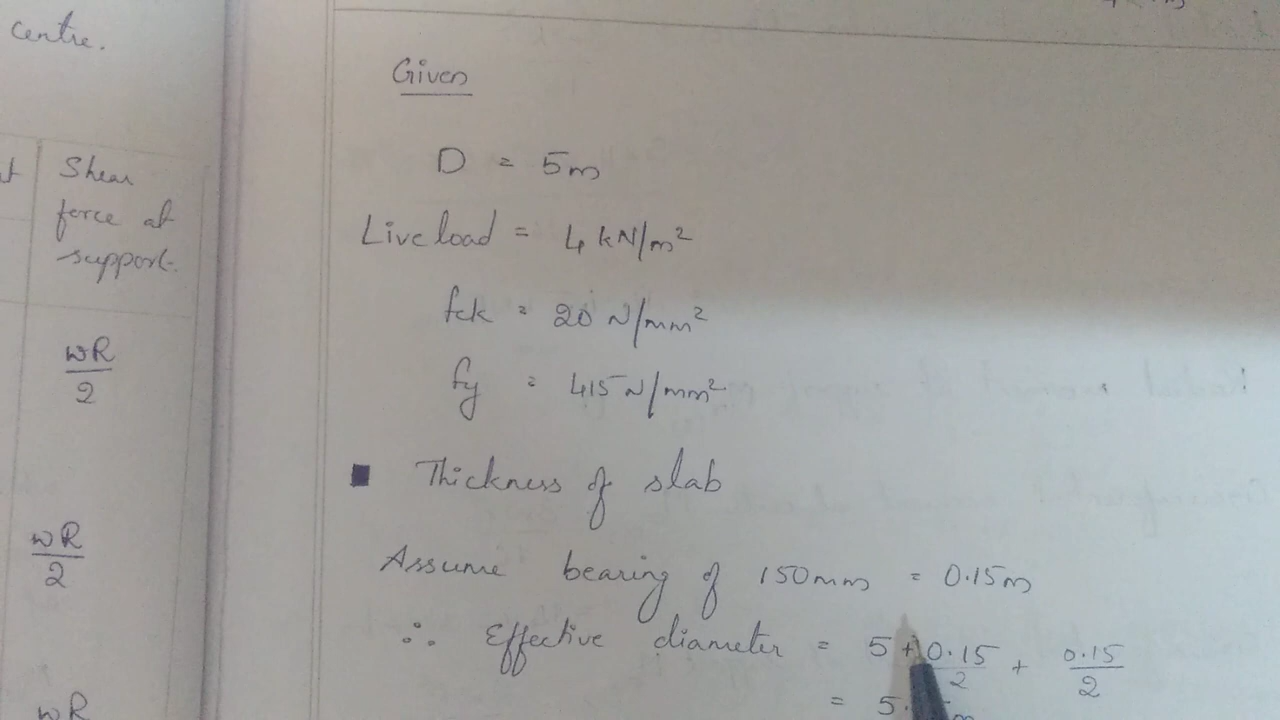 centre.
Shear
force at
support.
wR/2
wR/2
wR
Given
D = 5m
Live load = 4 kN/m²
fck = 20 N/mm²
fy = 415 N/mm²
■ Thickness of slab
Assume bearing of 150mm = 0.15m
∴ Effective diameter = 5 + 0.15/2 + 0.15/2
= 5.